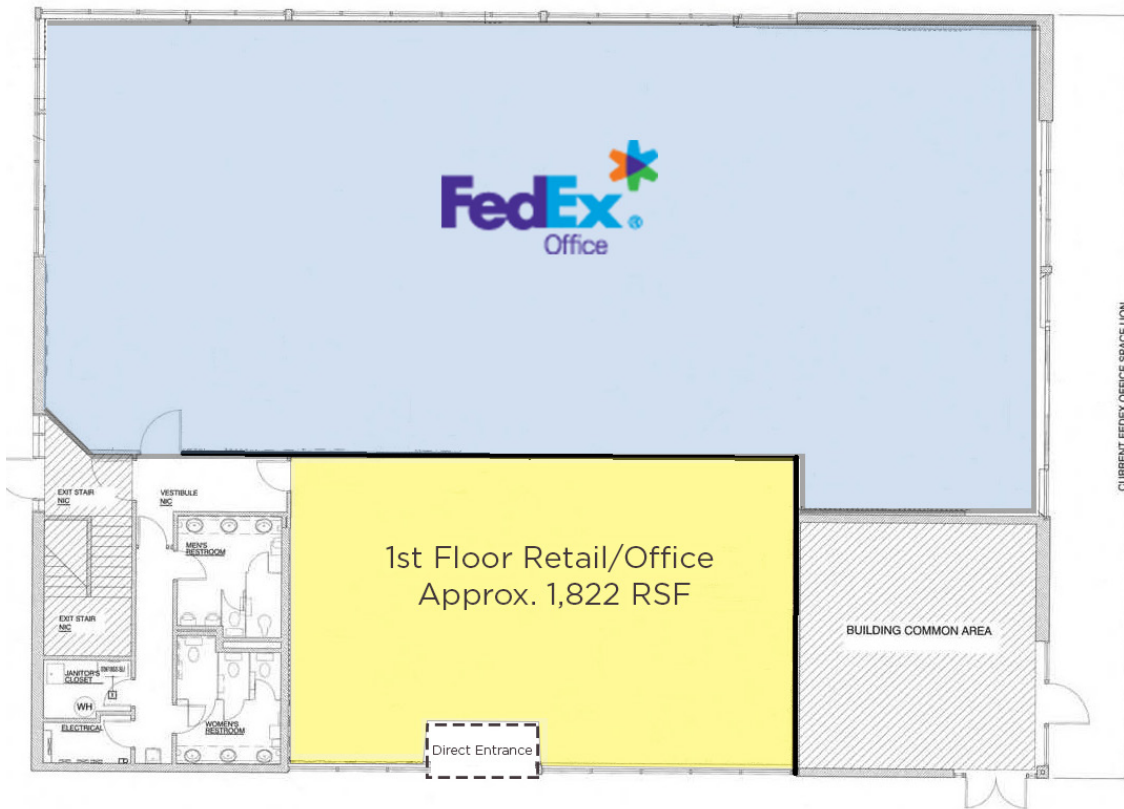 FedEx®
Office
CURRENT FEDEX OFFICE SPACE UON
EXIT STAIR
NIC
VESTIBULE
NIC
MEN'S
RESTROOM
1st Floor Retail/Office
Approx. 1,822 RSF
EXIT STAIR
NIC
BUILDING COMMON AREA
JANITOR'S
CLOSET
WH
ELECTRICAL
WOMEN'S
RESTROOM
Direct Entrance